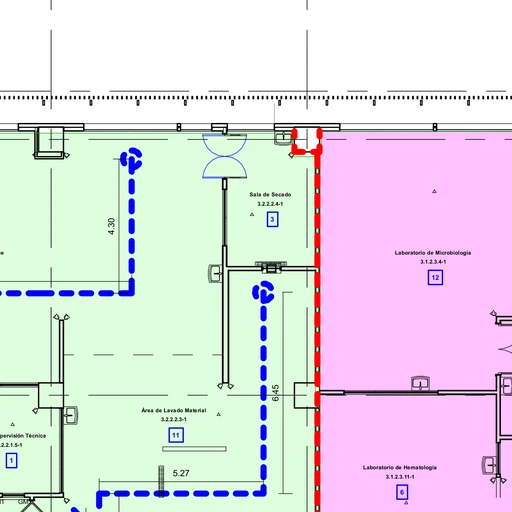 Sala de Secado
3.2.2.2.4-1
3
4.30
Laboratorio de Microbiología
3.1.2.3.4-1
12
6.45
Área de Lavado Material
3.2.2.2.3-1
11
pervisión Técnica
2.2.1.5-1
1
5.27
Laboratorio de Hematología
3.1.2.3.11-1
6